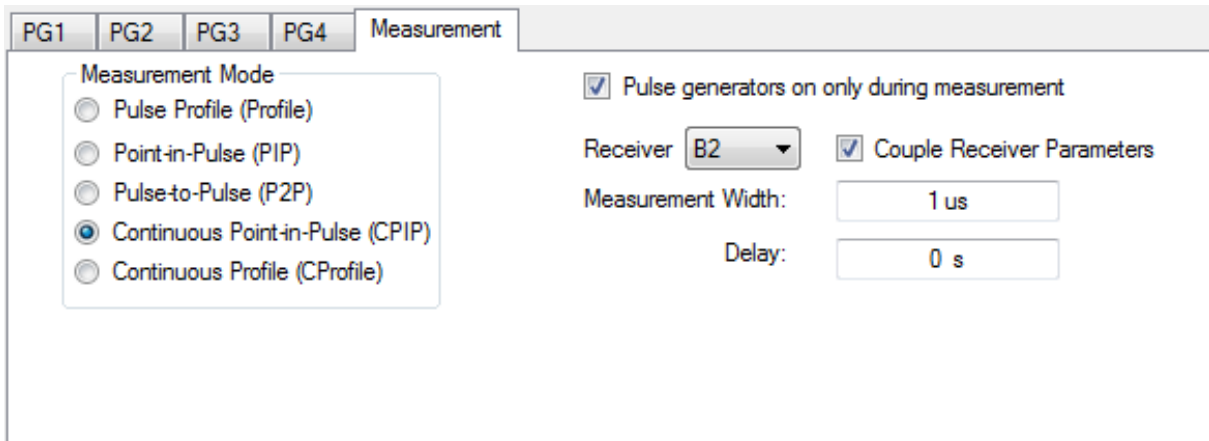 PG1 PG2 PG3 PG4 Measurement
Measurement Mode
Pulse Profile (Profile)
Point-in-Pulse (PIP)
Pulse-to-Pulse (P2P)
Continuous Point-in-Pulse (CPIP)
Continuous Profile (CProfile)
Pulse generators on only during measurement
Receiver B2 Couple Receiver Parameters
Measurement Width: 1 us
Delay: 0 s